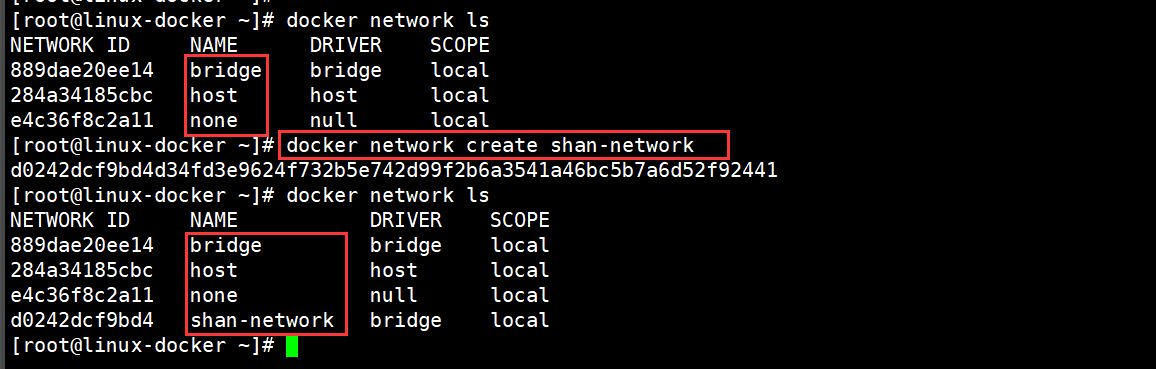 [root@linux-docker ~]# docker network ls
NETWORK ID     NAME      DRIVER    SCOPE
889dae20ee14   bridge    bridge    local
284a34185cbc   host      host      local
e4c36f8c2a11   none      null      local
[root@linux-docker ~]# docker network create shan-network
d0242dcf9bd4d34fd3e9624f732b5e742d99f2b6a3541a46bc5b7a6d52f92441
[root@linux-docker ~]# docker network ls
NETWORK ID     NAME           DRIVER    SCOPE
889dae20ee14   bridge         bridge    local
284a34185cbc   host           host      local
e4c36f8c2a11   none           null      local
d0242dcf9bd4   shan-network   bridge    local
[root@linux-docker ~]#